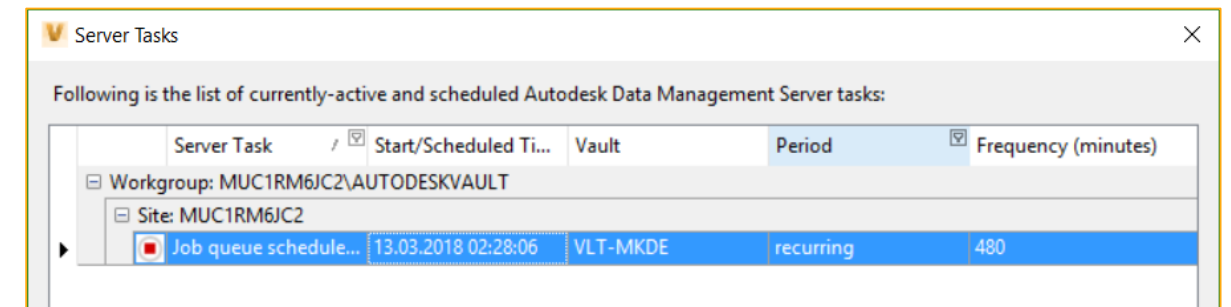 Server Tasks
Following is the list of currently-active and scheduled Autodesk Data Management Server tasks:
Server Task Start/Scheduled Ti... Vault Period Frequency (minutes)
Workgroup: MUC1RM6JC2\AUTODESKVAULT
Site: MUC1RM6JC2
Job queue schedule... 13.03.2018 02:28:06 VLT-MKDE recurring 480